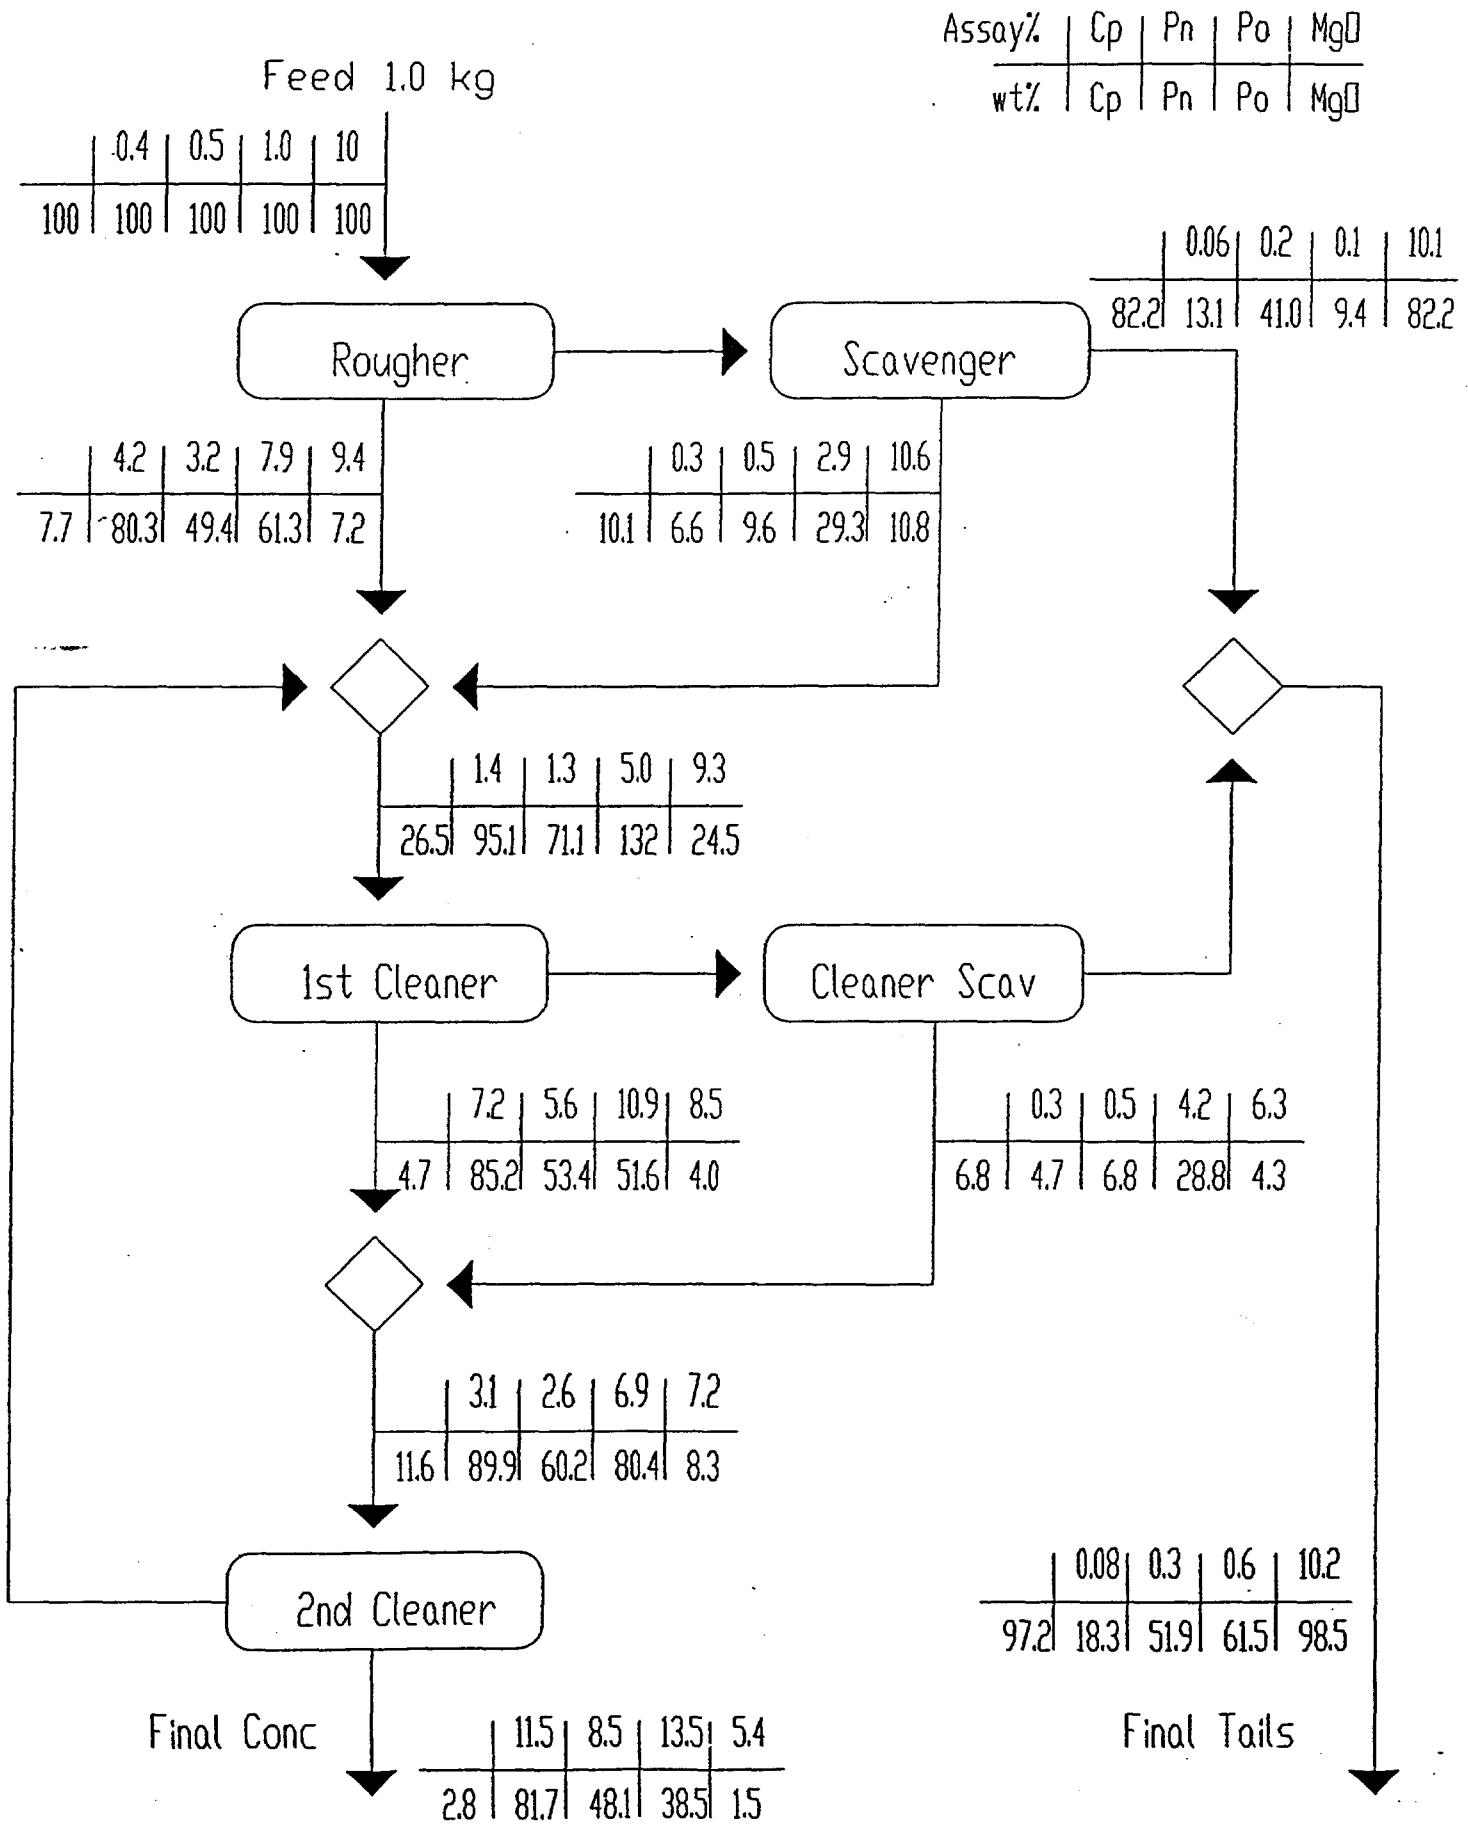 Assay% Cp Pn Po MgO
wt% Cp Pn Po MgO
Feed 1.0 kg
0.4 0.5 1.0 10
100 100 100 100 100
0.06 0.2 0.1 10.1
82.2 13.1 41.0 9.4 82.2
Rougher
Scavenger
4.2 3.2 7.9 9.4
7.7 80.3 49.4 61.3 7.2
0.3 0.5 2.9 10.6
10.1 6.6 9.6 29.3 10.8
1.4 1.3 5.0 9.3
26.5 95.1 71.1 132 24.5
1st Cleaner
Cleaner Scav
7.2 5.6 10.9 8.5
4.7 85.2 53.4 51.6 4.0
0.3 0.5 4.2 6.3
6.8 4.7 6.8 28.8 4.3
3.1 2.6 6.9 7.2
11.6 89.9 60.2 80.4 8.3
2nd Cleaner
0.08 0.3 0.6 10.2
97.2 18.3 51.9 61.5 98.5
Final Conc
11.5 8.5 13.5 5.4
2.8 81.7 48.1 38.5 1.5
Final Tails